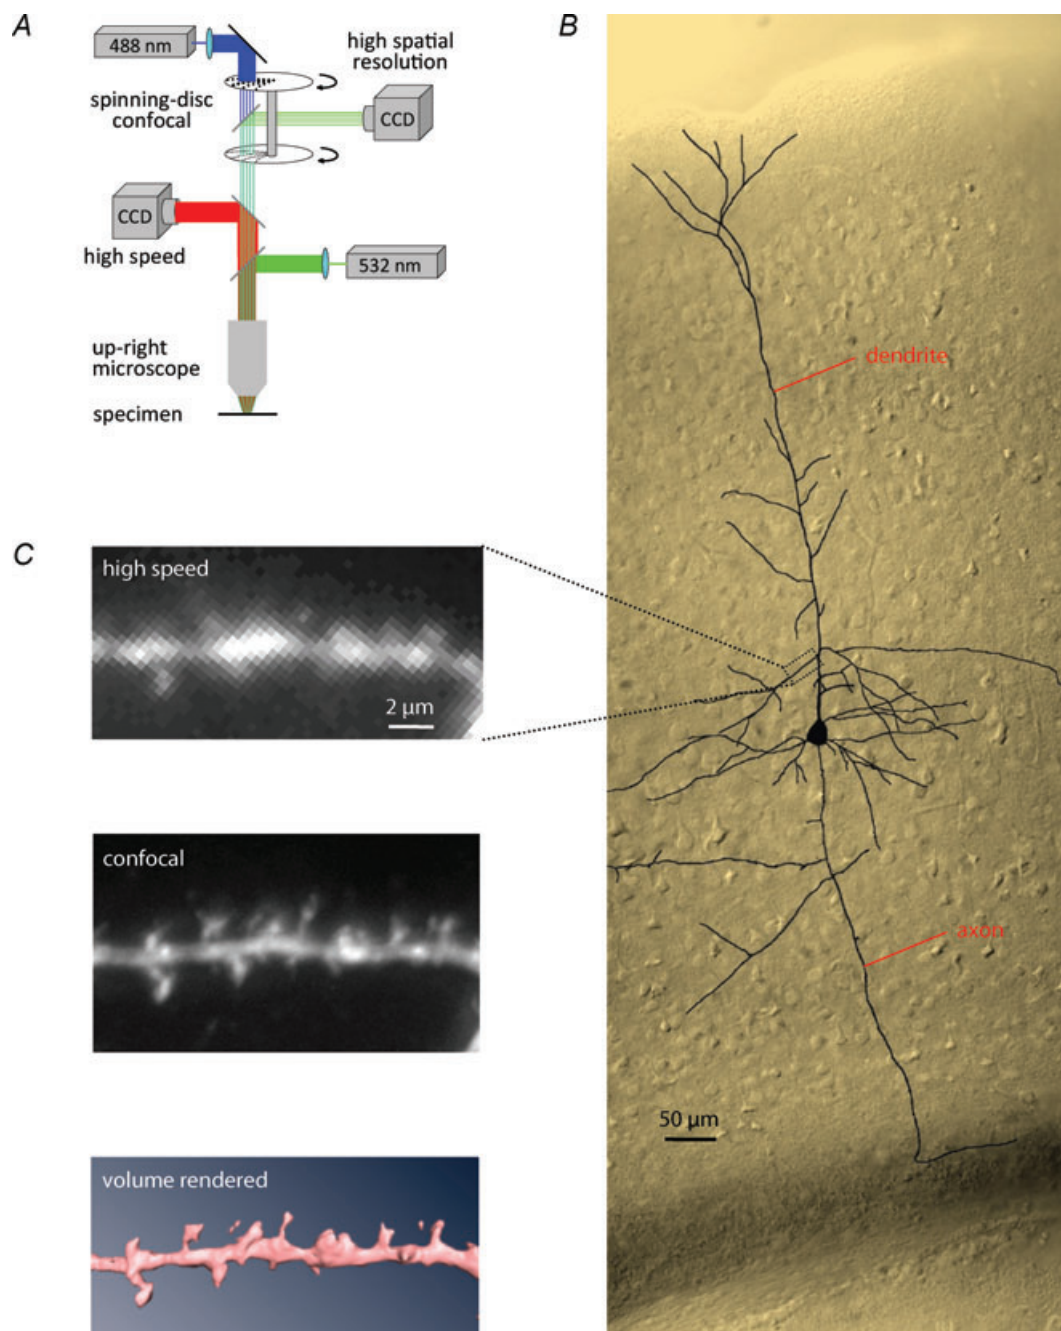 A
488 nm
high spatial
resolution
spinning-disc
confocal
CCD
CCD
high speed
532 nm
up-right
microscope
specimen
B
dendrite
axon
50 µm
C
high speed
2 µm
confocal
volume rendered